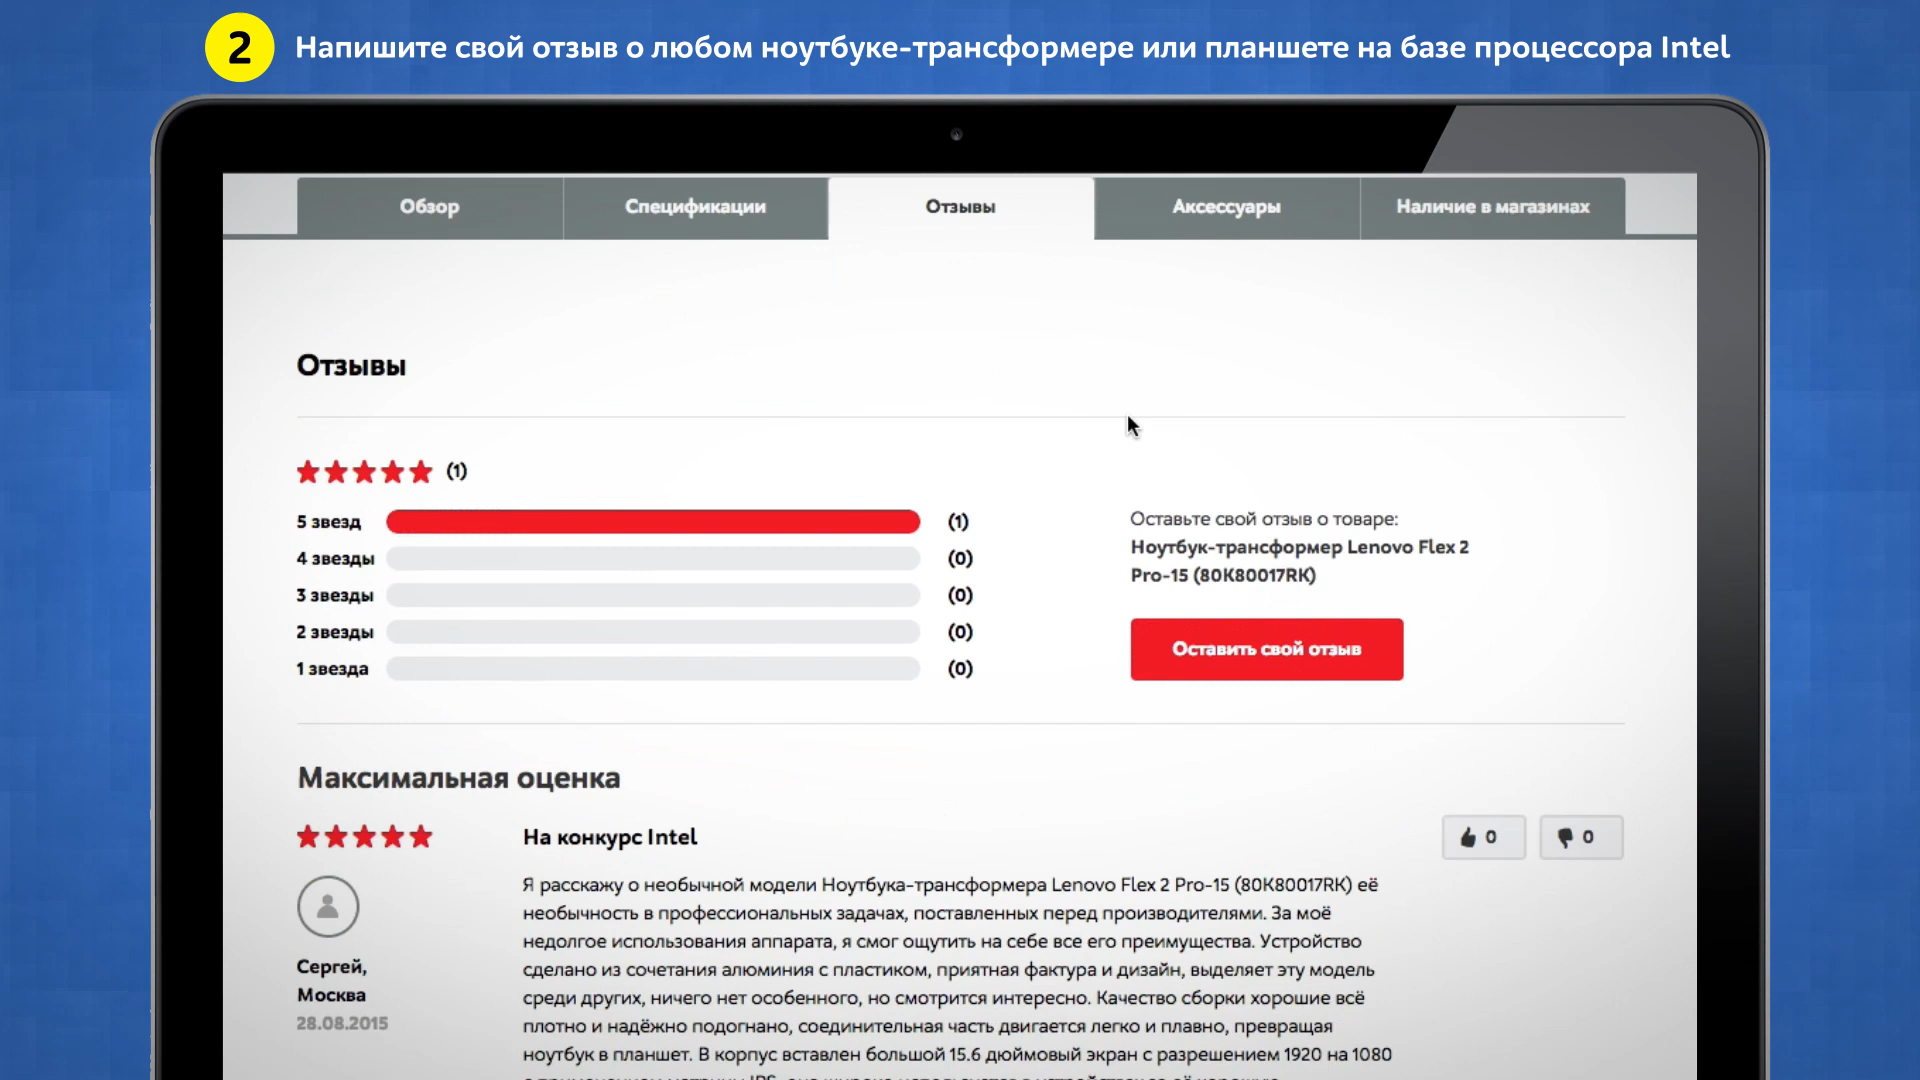 2 Напишите свой отзыв о любом ноутбуке-трансформере или планшете на базе процессора Intel
Обзор Спецификации Отзывы Аксессуары Наличие в магазинах
Отзывы
(1)
5 звезд (1)
4 звезды (0)
3 звезды (0)
2 звезды (0)
1 звезда (0)
Оставьте свой отзыв о товаре:
Ноутбук-трансформер Lenovo Flex 2
Pro-15 (80K80017RK)
Оставить свой отзыв
Максимальная оценка
На конкурс Intel
0 0
Сергей,
Москва
28.08.2015
Я расскажу о необычной модели Ноутбука-трансформера Lenovo Flex 2 Pro-15 (80K80017RK) её
необычность в профессиональных задачах, поставленных перед производителями. За моё
недолгое использования аппарата, я смог ощутить на себе все его преимущества. Устройство
сделано из сочетания алюминия с пластиком, приятная фактура и дизайн, выделяет эту модель
среди других, ничего нет особенного, но смотрится интересно. Качество сборки хорошие всё
плотно и надёжно подогнано, соединительная часть двигается легко и плавно, превращая
ноутбук в планшет. В корпус вставлен большой 15.6 дюймовый экран с разрешением 1920 на 1080